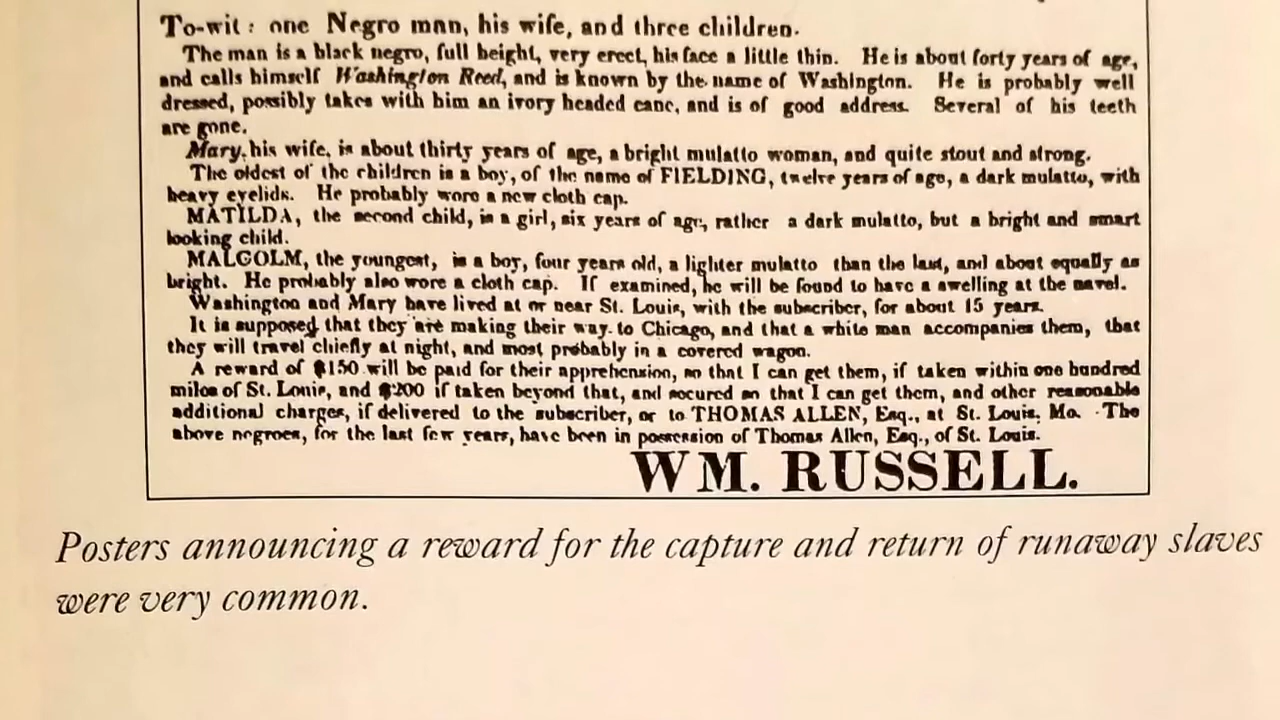 To-wit: one Negro man, his wife, and three children.
The man is a black negro, full height, very erect, his face a little thin. He is about forty years of age,
and calls himself Washington Reed, and is known by the name of Washington. He is probably well
dressed, possibly takes with him an ivory headed cane, and is of good address. Several of his teeth
are gone.
Mary, his wife, is about thirty years of age, a bright mulatto woman, and quite stout and strong.
The oldest of the children is a boy, of the name of FIELDING, twelve years of age, a dark mulatto, with
heavy eyelids. He probably wore a new cloth cap.
MATILDA, the second child, is a girl, six years of age, rather a dark mulatto, but a bright and smart
looking child.
MALCOLM, the youngest, is a boy, four years old, a lighter mulatto than the last, and about equally as
bright. He probably also wore a cloth cap. If examined, he will be found to have a swelling at the navel.
Washington and Mary have lived at or near St. Louis, with the subscriber, for about 15 years.
It is supposed that they are making their way to Chicago, and that a white man accompanies them, that
they will travel chiefly at night, and most probably in a covered wagon.
A reward of $150 will be paid for their apprehension, so that I can get them, if taken within one hundred
miles of St. Louis, and $200 if taken beyond that, and secured so that I can get them, and other reasonable
additional charges, if delivered to the subscriber, or to THOMAS ALLEN, Esq., at St. Louis, Mo. The
above negroes, for the last few years, have been in possession of Thomas Allen, Esq., of St. Louis.
WM. RUSSELL.
Posters announcing a reward for the capture and return of runaway slaves
were very common.